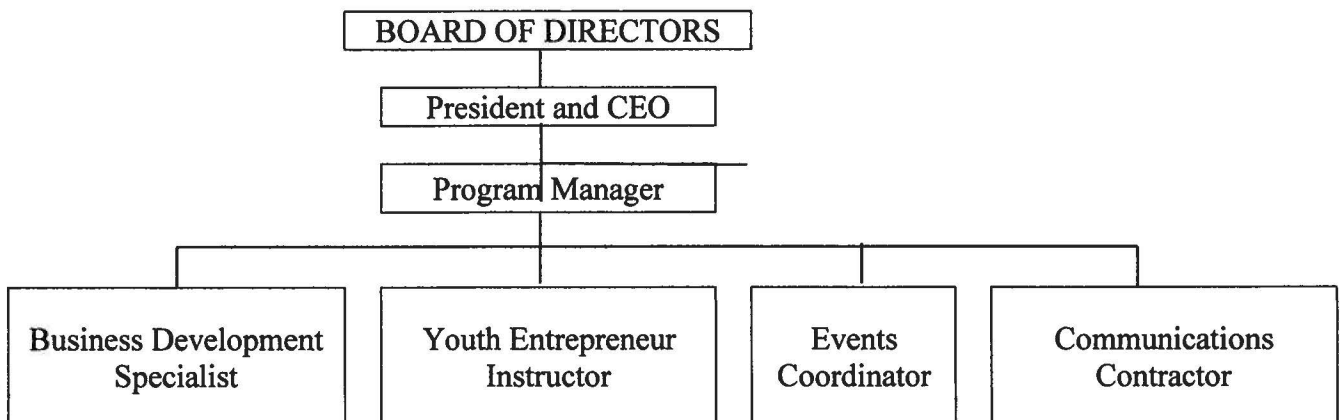 BOARD OF DIRECTORS
President and CEO
Program Manager
Business Development
Specialist
Youth Entrepreneur
Instructor
Events
Coordinator
Communications
Contractor